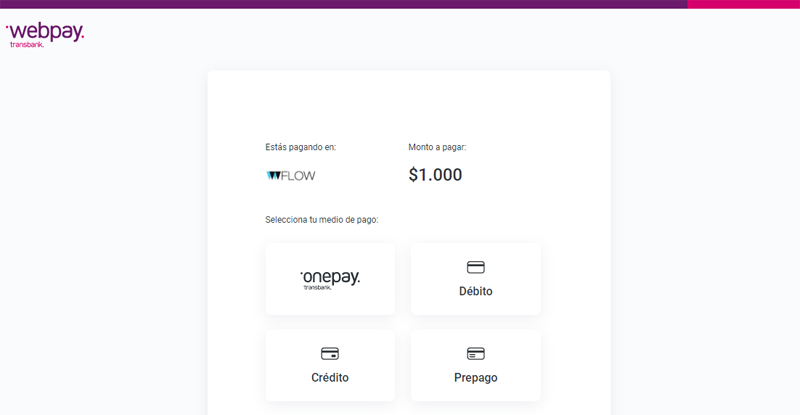 webpay.
transbank.
Estás pagando en:
Monto a pagar:
FLOW
$1.000
Selecciona tu medio de pago:
onepay.
transbank.
Débito
Crédito
Prepago